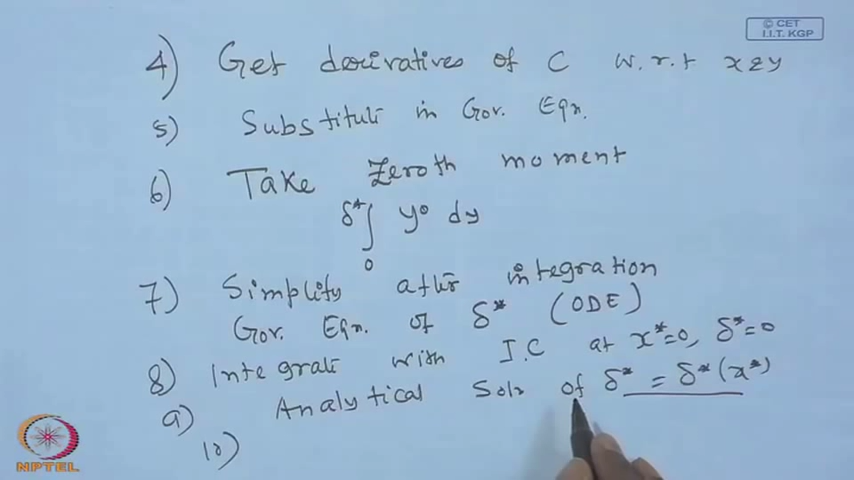 © CET
I.I.T. KGP
4) Get derivatives of C w.r.t x & y
5) Substitute in Gov. Eqn.
6) Take Zeroth moment
δ* ∫ y⁰ dy
0
7) Simplify after integration
Gov. Eqn. of δ* (ODE)
8) Integrate with I.C at x*=0, δ*=0
9) Analytical Soln of δ* = δ*(x*)
10)
NPTEL